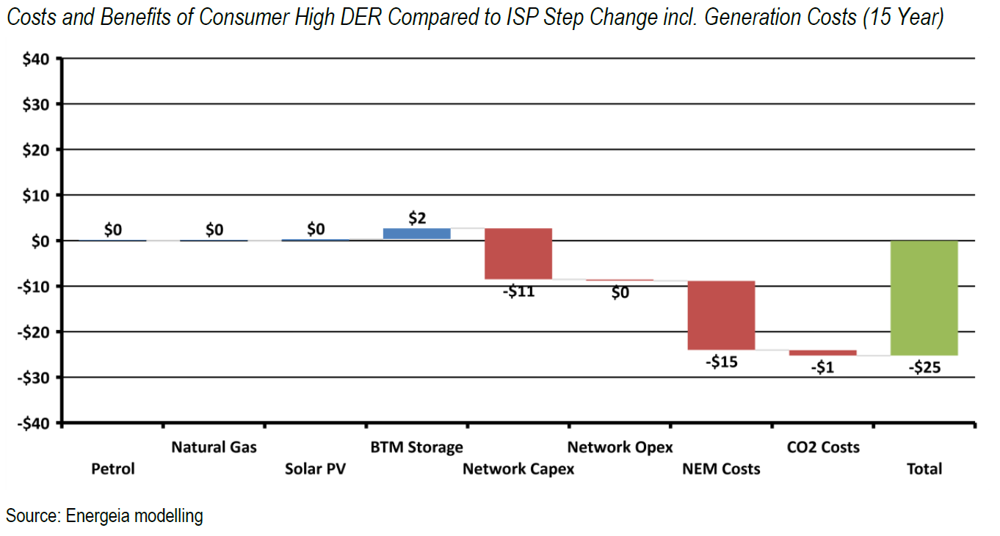 Costs and Benefits of Consumer High DER Compared to ISP Step Change incl. Generation Costs (15 Year)
$40
$30
$20
$10
$0
-$10
-$20
-$30
-$40
$0
$0
$0
$2
-$11
$0
-$15
-$1
-$25
Petrol
Natural Gas
Solar PV
BTM Storage
Network Capex
Network Opex
NEM Costs
CO2 Costs
Total
Source: Energeia modelling